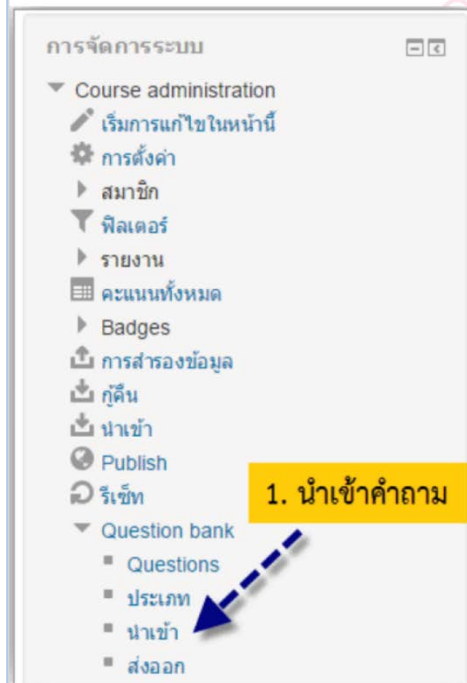 การจัดการระบบ
Course administration
เริ่มการแก้ไขในหน้านี้
การตั้งค่า
สมาชิก
ฟิลเตอร์
รายงาน
คะแนนทั้งหมด
Badges
การสำรองข้อมูล
กู้คืน
นำเข้า
Publish
รีเซ็ท
1. นำเข้าคำถาม
Question bank
Questions
ประเภท
นำเข้า
ส่งออก